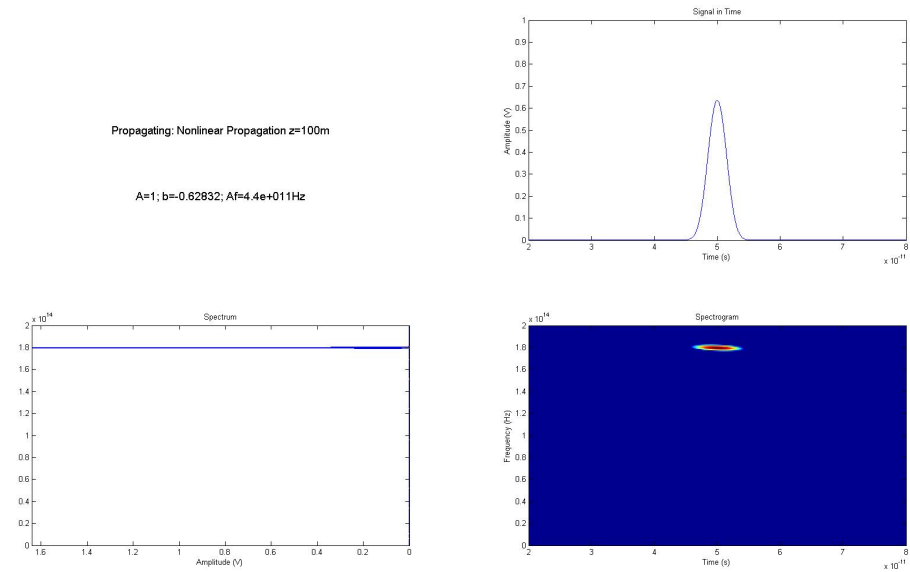 Propagating: Nonlinear Propagation z=100m
A=1; b=-0.62832; Af=4.4e+011Hz
Signal in Time
Amplitude (V)
1
0.9
0.8
0.7
0.6
0.5
0.4
0.3
0.2
0.1
0
2 3 4 5 6 7 8
Time (s)
x 10^-11
Spectrum
x 10^14
2
1.8
1.6
1.4
1.2
1
0.8
0.6
0.4
0.2
0
1.6 1.4 1.2 1 0.8 0.6 0.4 0.2 0
Amplitude (V)
Spectrogram
x 10^14
Frequency (Hz)
2
1.8
1.6
1.4
1.2
1
0.8
0.6
0.4
0.2
0
2 3 4 5 6 7 8
Time (s)
x 10^-11